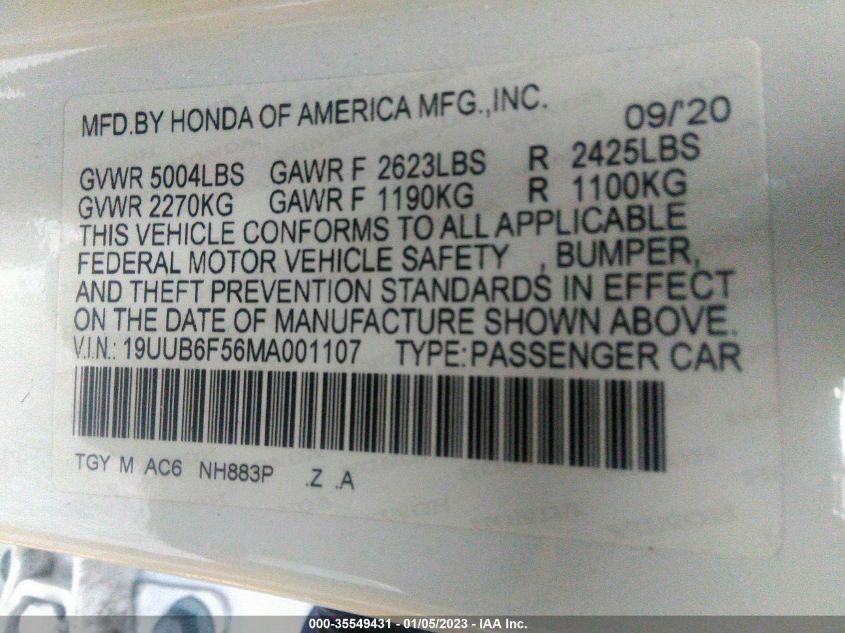 MFD.BY HONDA OF AMERICA MFG.,INC. 09/'20
GVWR 5004LBS GAWR F 2623LBS R 2425LBS
GVWR 2270KG GAWR F 1190KG R 1100KG
THIS VEHICLE CONFORMS TO ALL APPLICABLE
FEDERAL MOTOR VEHICLE SAFETY , BUMPER,
AND THEFT PREVENTION STANDARDS IN EFFECT
ON THE DATE OF MANUFACTURE SHOWN ABOVE.
V.I.N.: 19UUB6F56MA001107 TYPE: PASSENGER CAR
TGY M AC6 NH883P .Z .A
HONDA HONDA HONDA
000-35549431 - 01/05/2023 - IAA Inc.